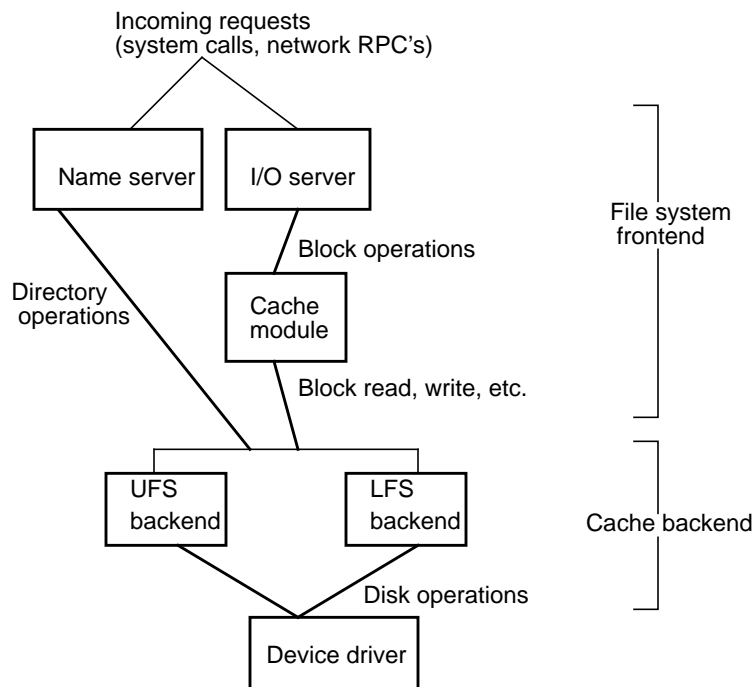 Incoming requests
(system calls, network RPC's)
Name server
I/O server
File system
frontend
Block operations
Directory
operations
Cache
module
Block read, write, etc.
UFS
backend
LFS
backend
Cache backend
Disk operations
Device driver